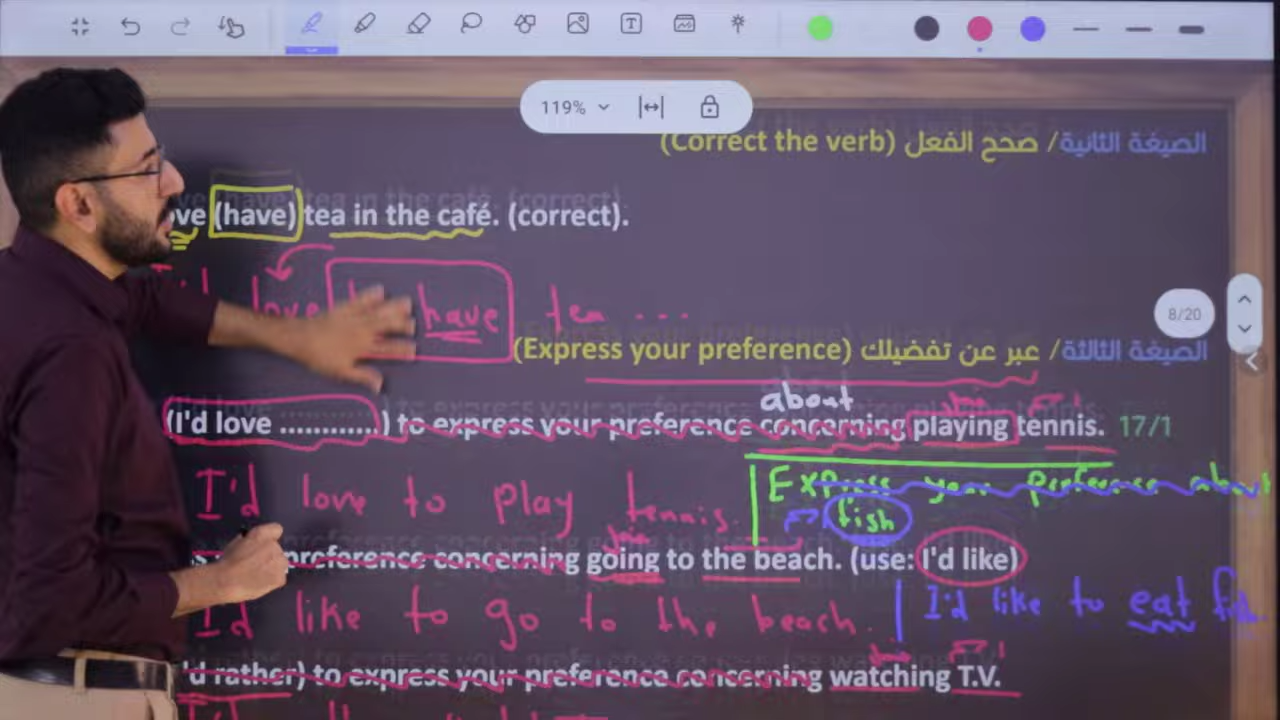 119%
الصيغة الثانية/ صحح الفعل (Correct the verb)
(have) tea in the café. (correct).
love to have tea ...
8/20
الصيغة الثالثة/ عبر عن تفضيلك (Express your preference)
about
(I'd love ............) to express your preference concerning playing tennis. 17/1
I'd love to play tennis.
Express your preference about
fish
preference concerning going to the beach. (use: I'd like)
I'd like to go to the beach.
I'd like to eat fish
'd rather) to express your preference concerning watching T.V.